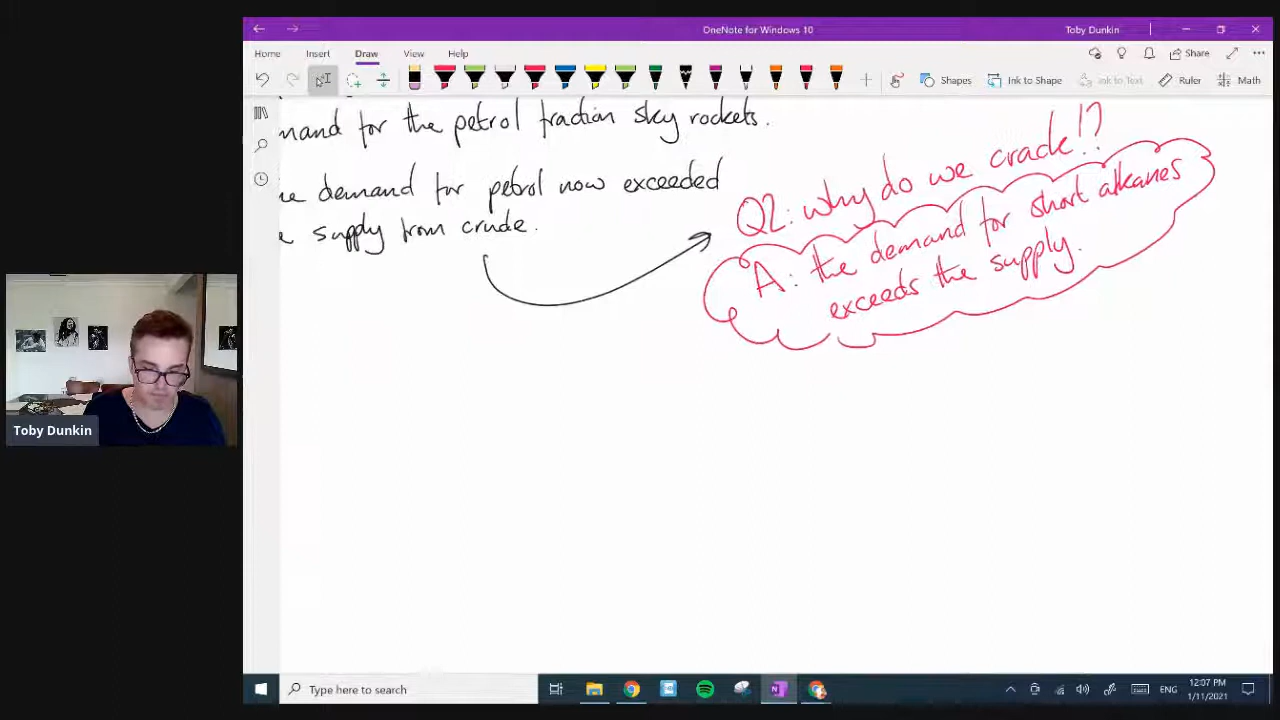 OneNote for Windows 10
Toby Dunkin
Home
Insert
Draw
View
Help
Share
Shapes
Ink to Shape
Ink to Text
Ruler
Math
mand for the petrol fraction sky rockets.
demand for petrol now exceeded
supply from crude.
Q2: why do we crack!?
A: the demand for short alkanes
exceeds the supply.
Toby Dunkin
Type here to search
ENG
12:07 PM
1/11/2021